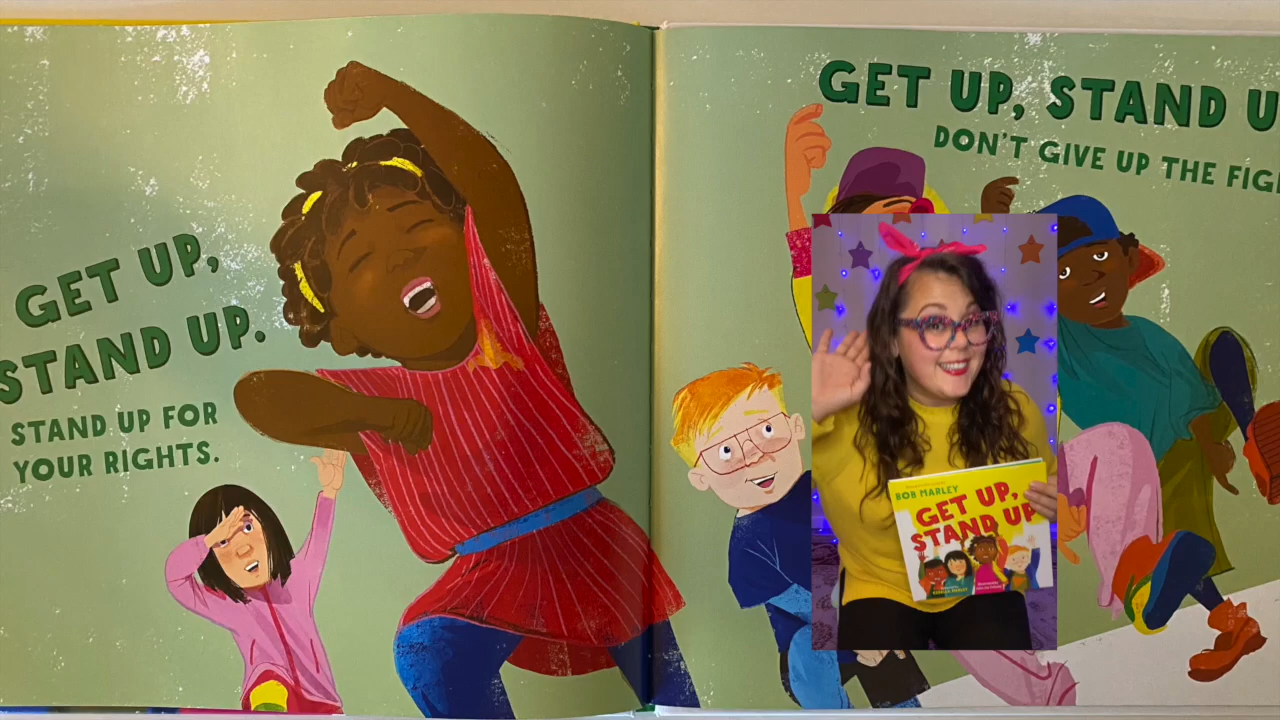 GET UP,
STAND UP.
STAND UP FOR
YOUR RIGHTS.
GET UP, STAND U
DON'T GIVE UP THE FIG
BOB MARLEY
GET UP,
STAND UP